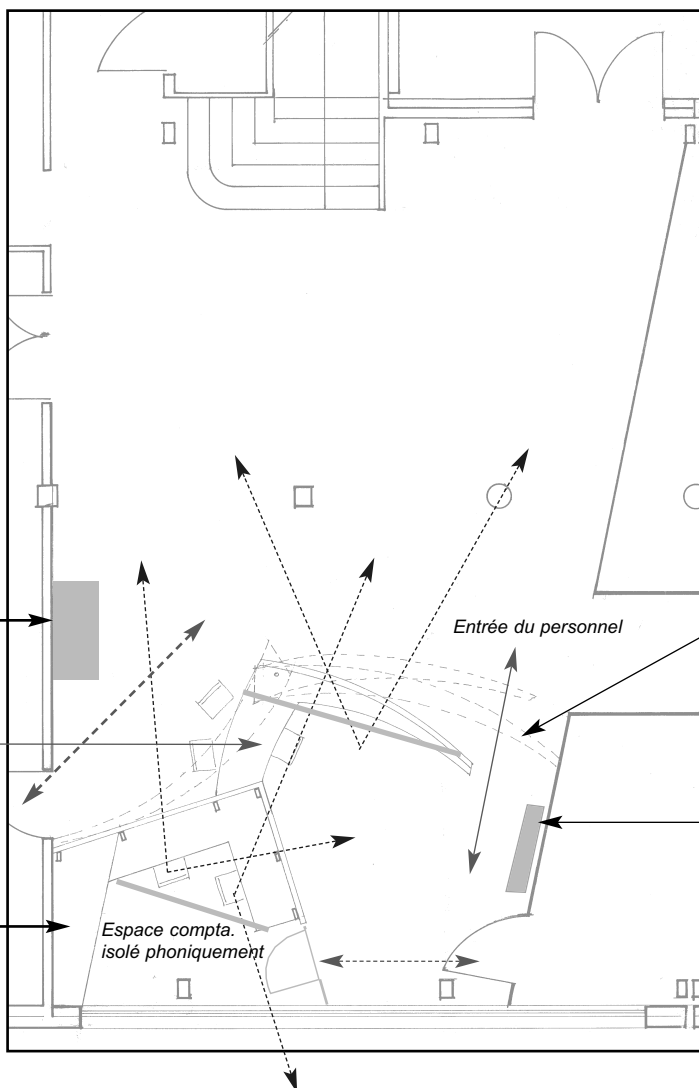 Entrée du personnel
Espace compta.
isolé phoniquement